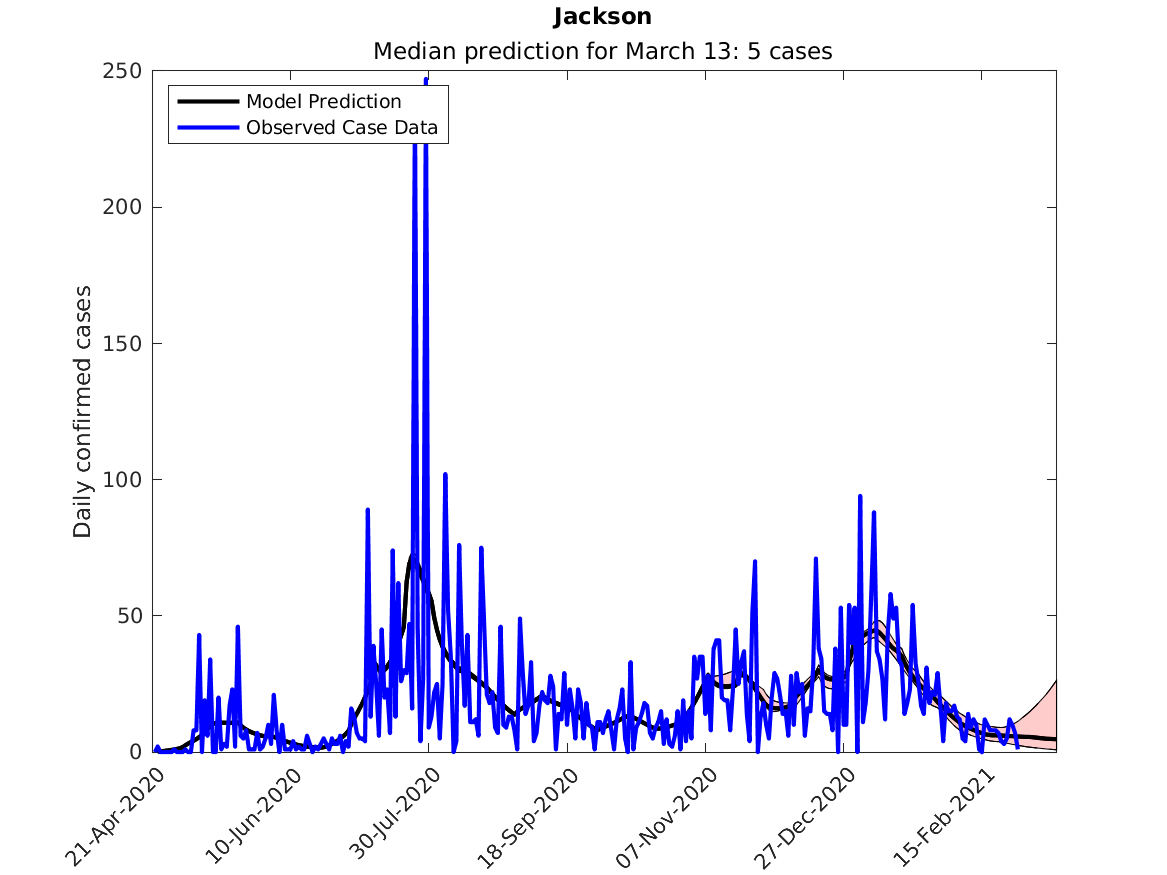 Jackson
Median prediction for March 13: 5 cases
Model Prediction
Observed Case Data
Daily confirmed cases
250
200
150
100
50
0
21-Apr-2020
10-Jun-2020
30-Jul-2020
18-Sep-2020
07-Nov-2020
27-Dec-2020
15-Feb-2021